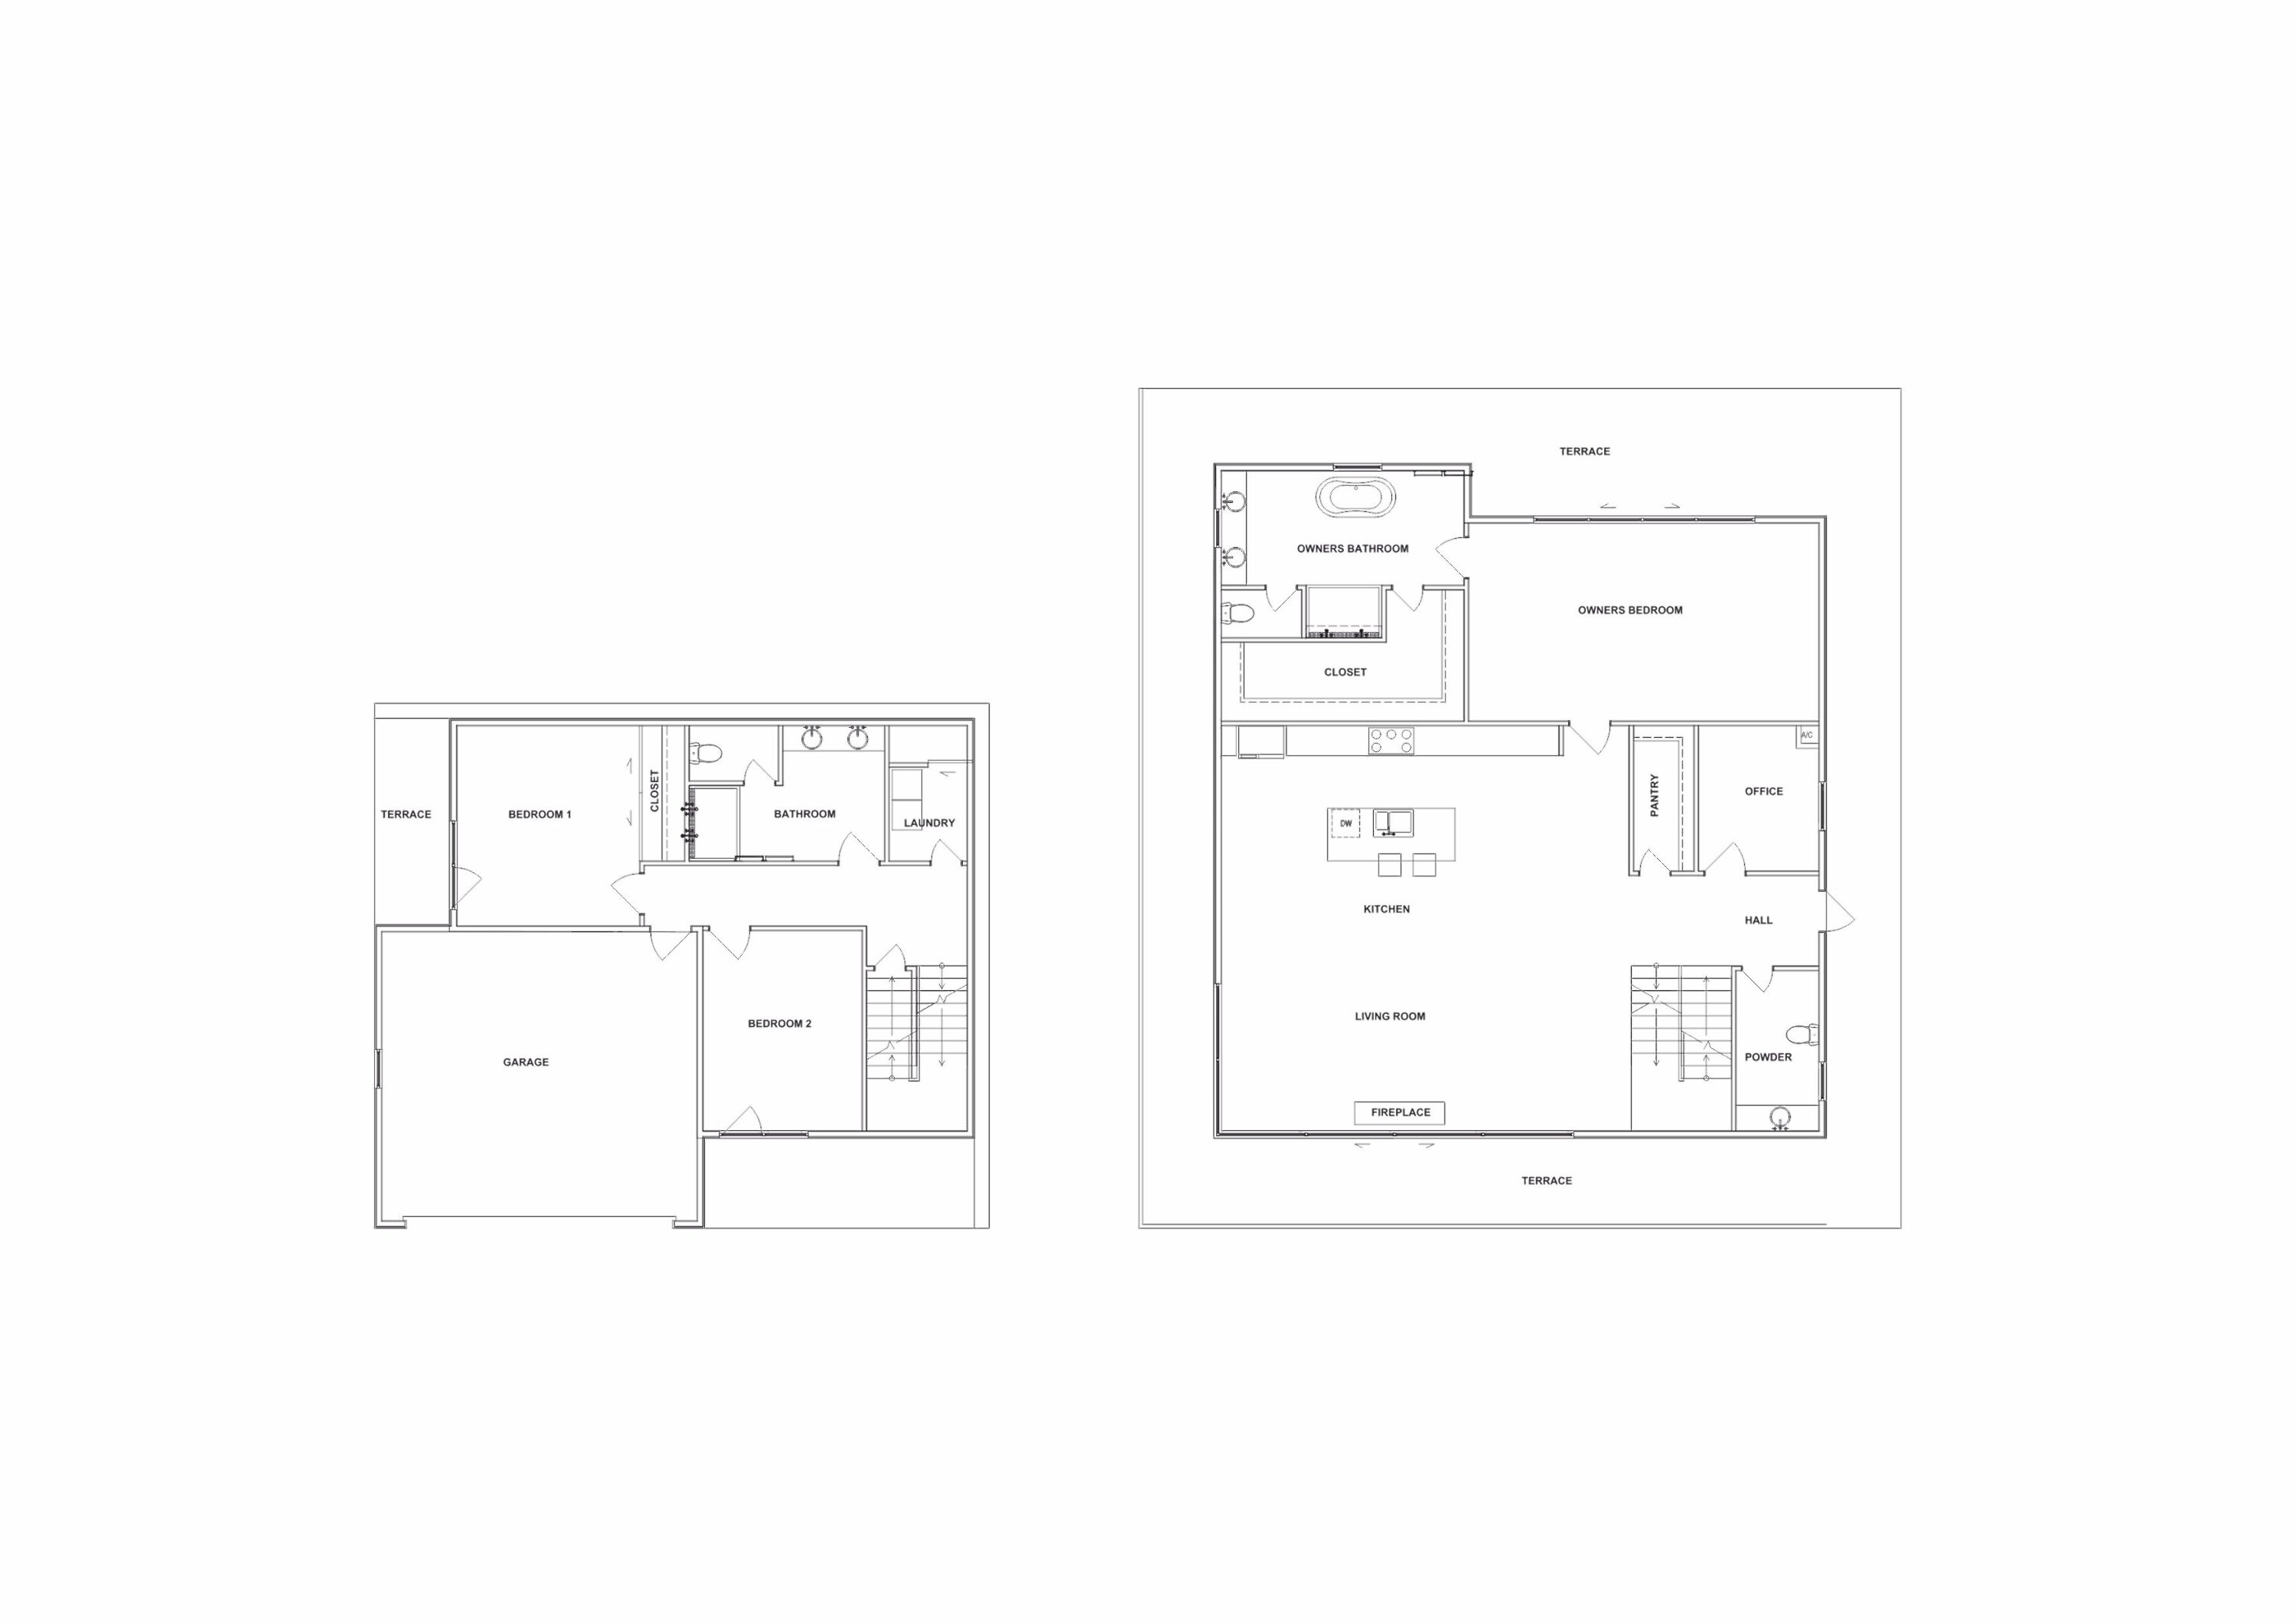 TERRACE
BEDROOM 1
CLOSET
BATHROOM
LAUNDRY
BEDROOM 2
GARAGE
TERRACE
OWNERS BATHROOM
OWNERS BEDROOM
CLOSET
A/C
PANTRY
OFFICE
DW
KITCHEN
HALL
LIVING ROOM
POWDER
FIREPLACE
TERRACE